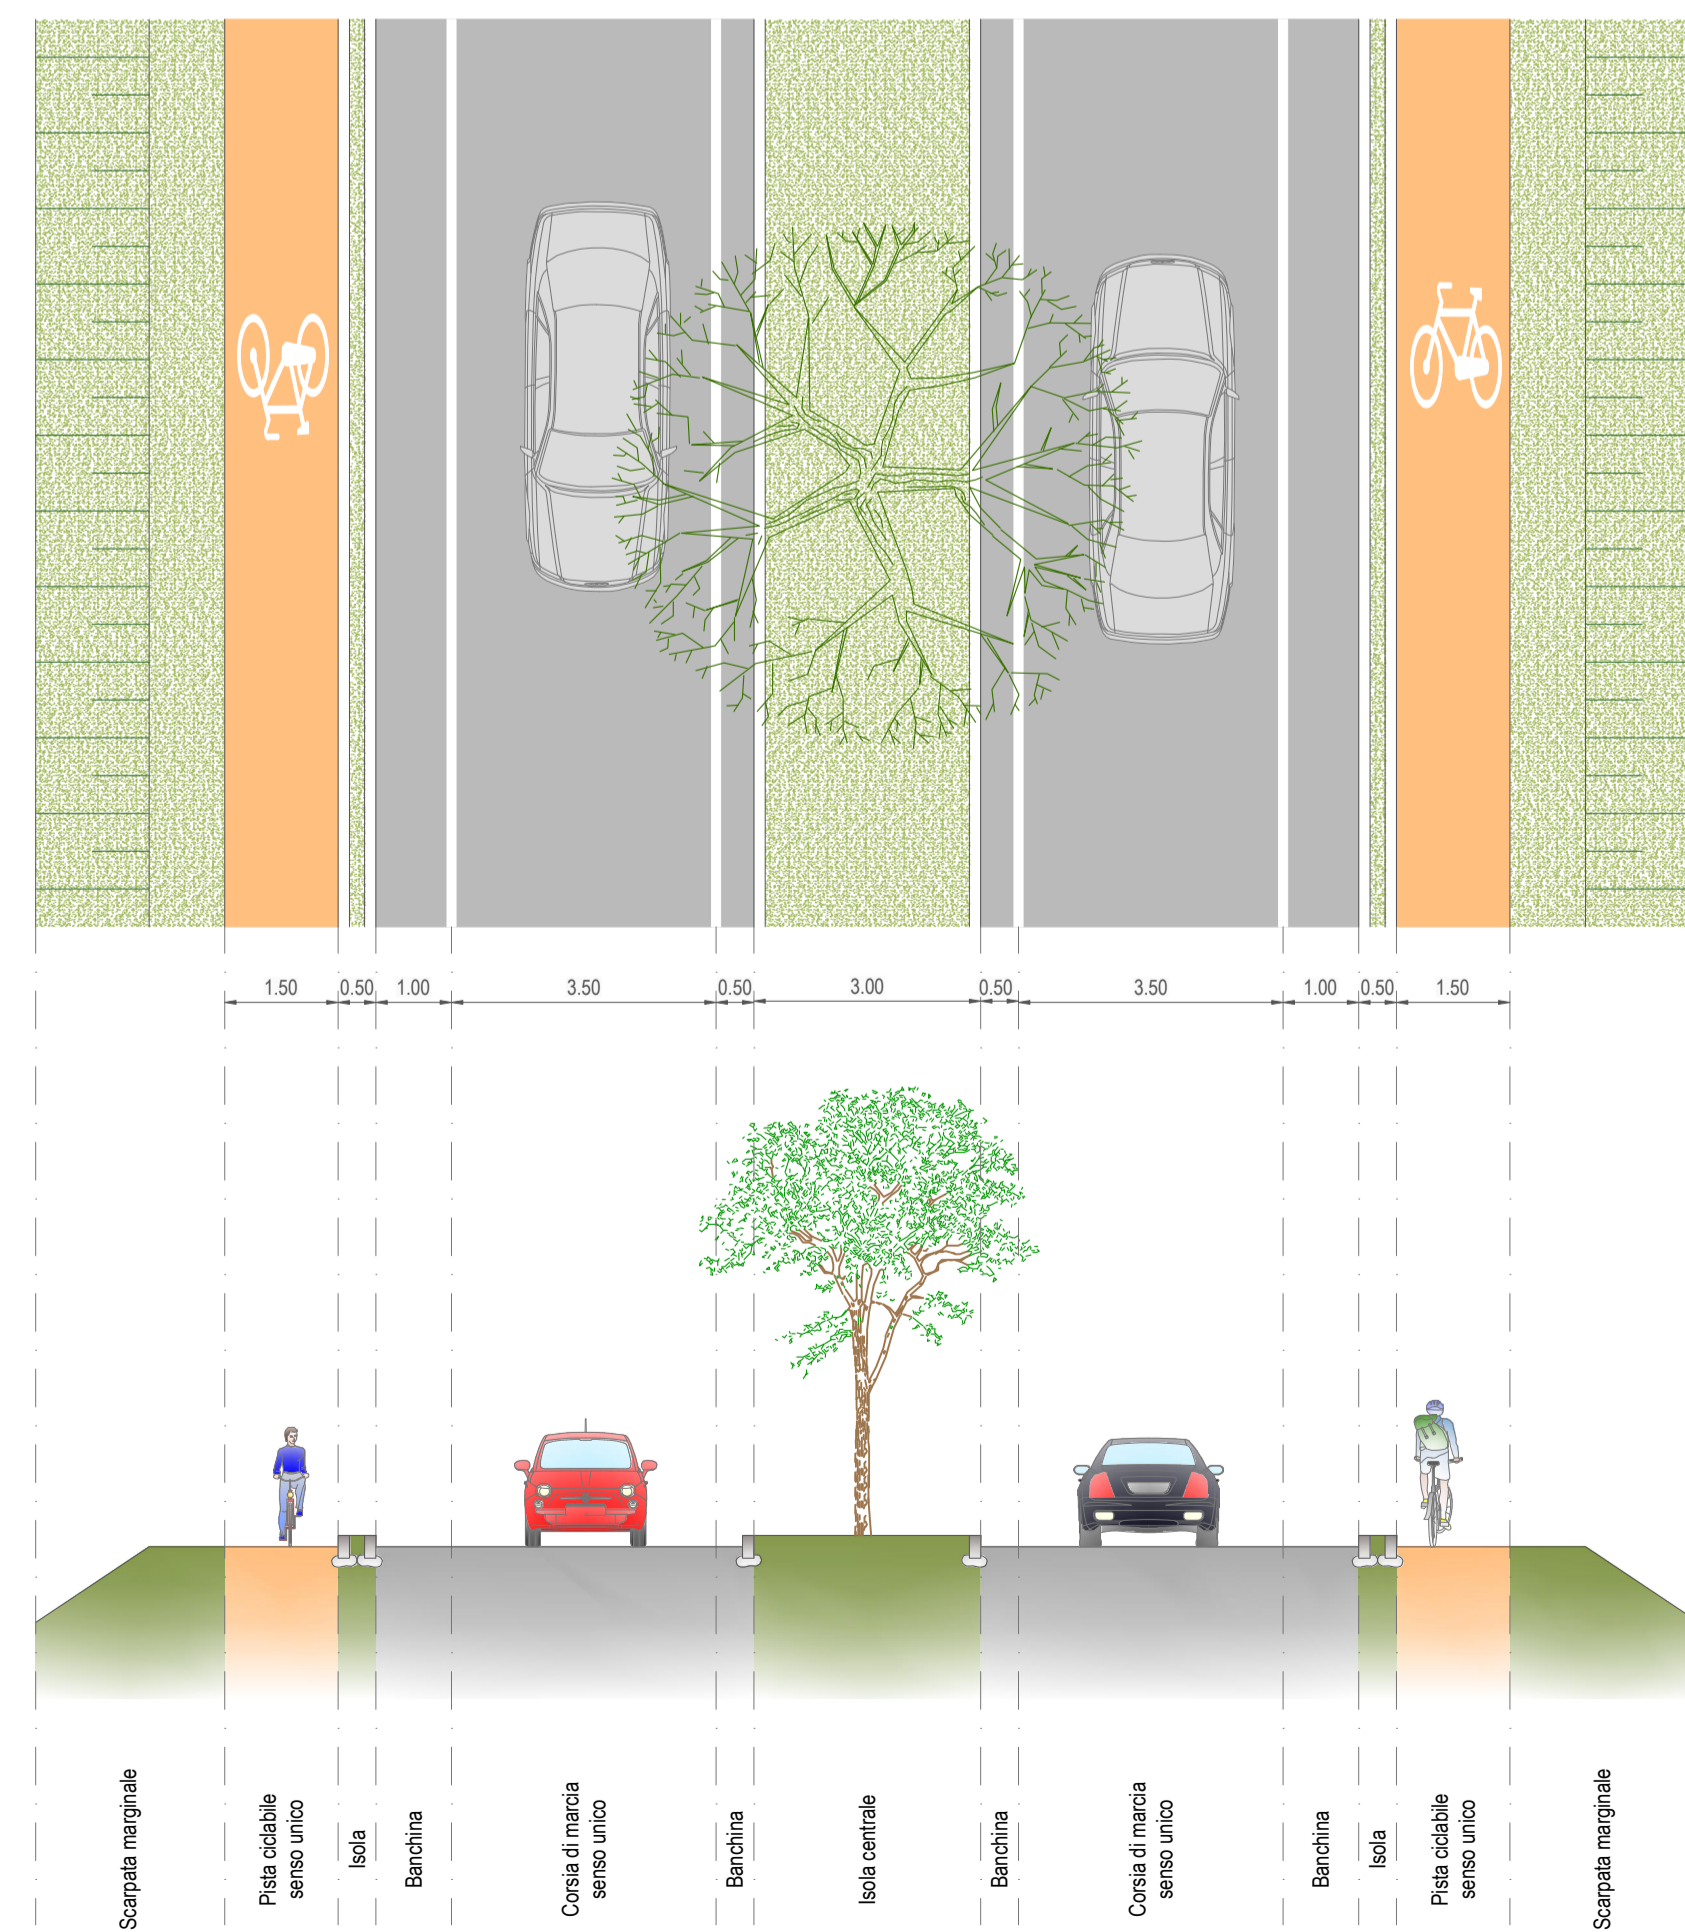 1.50
0.50
1.00
3.50
0.50
3.00
0.50
3.50
1.00
0.50
1.50
Scarpata marginale
Pista ciclabile
senso unico
Isola
Banchina
Corsia di marcia
senso unico
Banchina
Isola centrale
Banchina
Corsia di marcia
senso unico
Banchina
Isola
Pista ciclabile
senso unico
Scarpata marginale